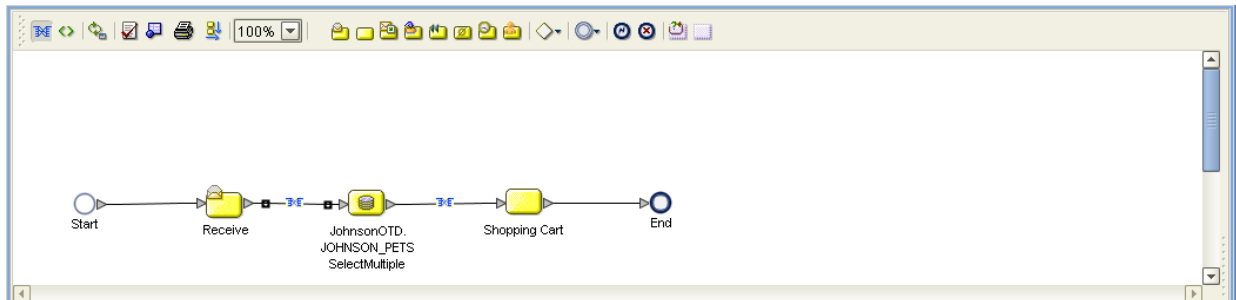 100%
Start
Receive
JohnsonOTD.
JOHNSON_PETS
SelectMultiple
Shopping Cart
End